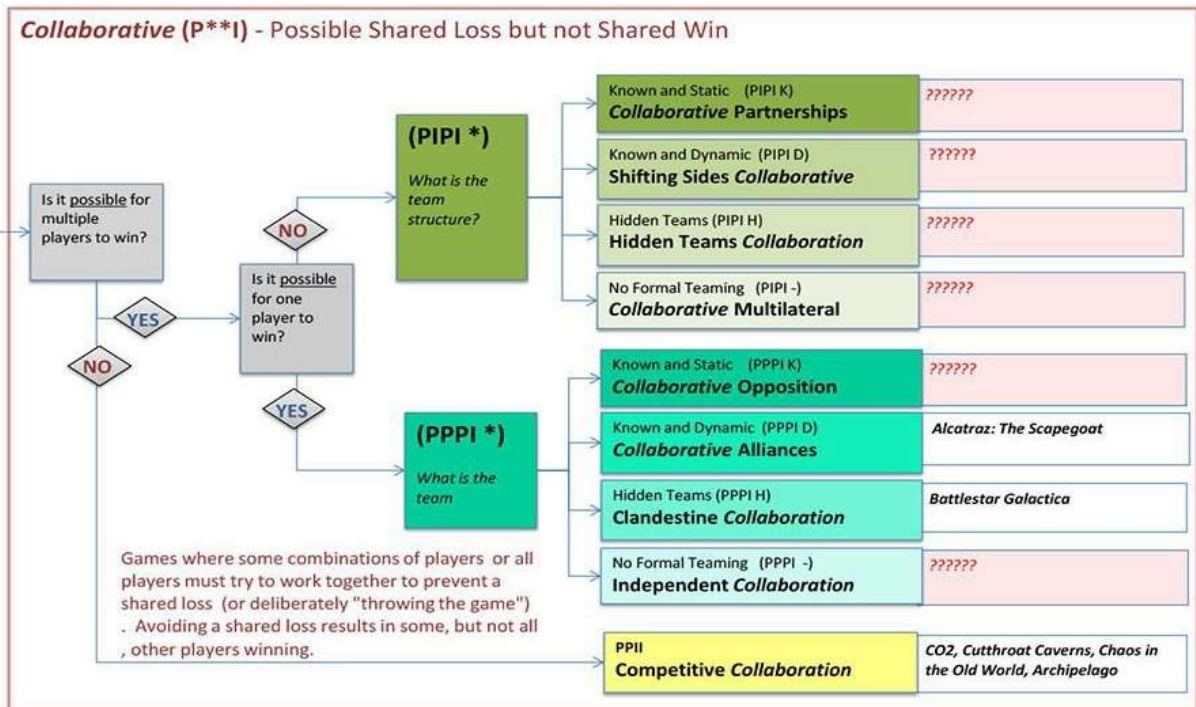 Collaborative (P**I) - Possible Shared Loss but not Shared Win
Is it possible for
multiple
players to win?
YES
NO
Is it possible
for one
player to
win?
NO
YES
(PIPI *)
What is the
team
structure?
Known and Static (PIPI K)
Collaborative Partnerships
??????
Known and Dynamic (PIPI D)
Shifting Sides Collaborative
??????
Hidden Teams (PIPI H)
Hidden Teams Collaboration
??????
No Formal Teaming (PIPI -)
Collaborative Multilateral
??????
(PPPI *)
What is the
team
Known and Static (PPPI K)
Collaborative Opposition
??????
Known and Dynamic (PPPI D)
Collaborative Alliances
Alcatraz: The Scapegoat
Hidden Teams (PPPI H)
Clandestine Collaboration
Battlestar Galactica
No Formal Teaming (PPPI -)
Independent Collaboration
??????
Games where some combinations of players or all
players must try to work together to prevent a
shared loss (or deliberately "throwing the game")
. Avoiding a shared loss results in some, but not all
, other players winning.
PPII
Competitive Collaboration
CO2, Cutthroat Caverns, Chaos in
the Old World, Archipelago